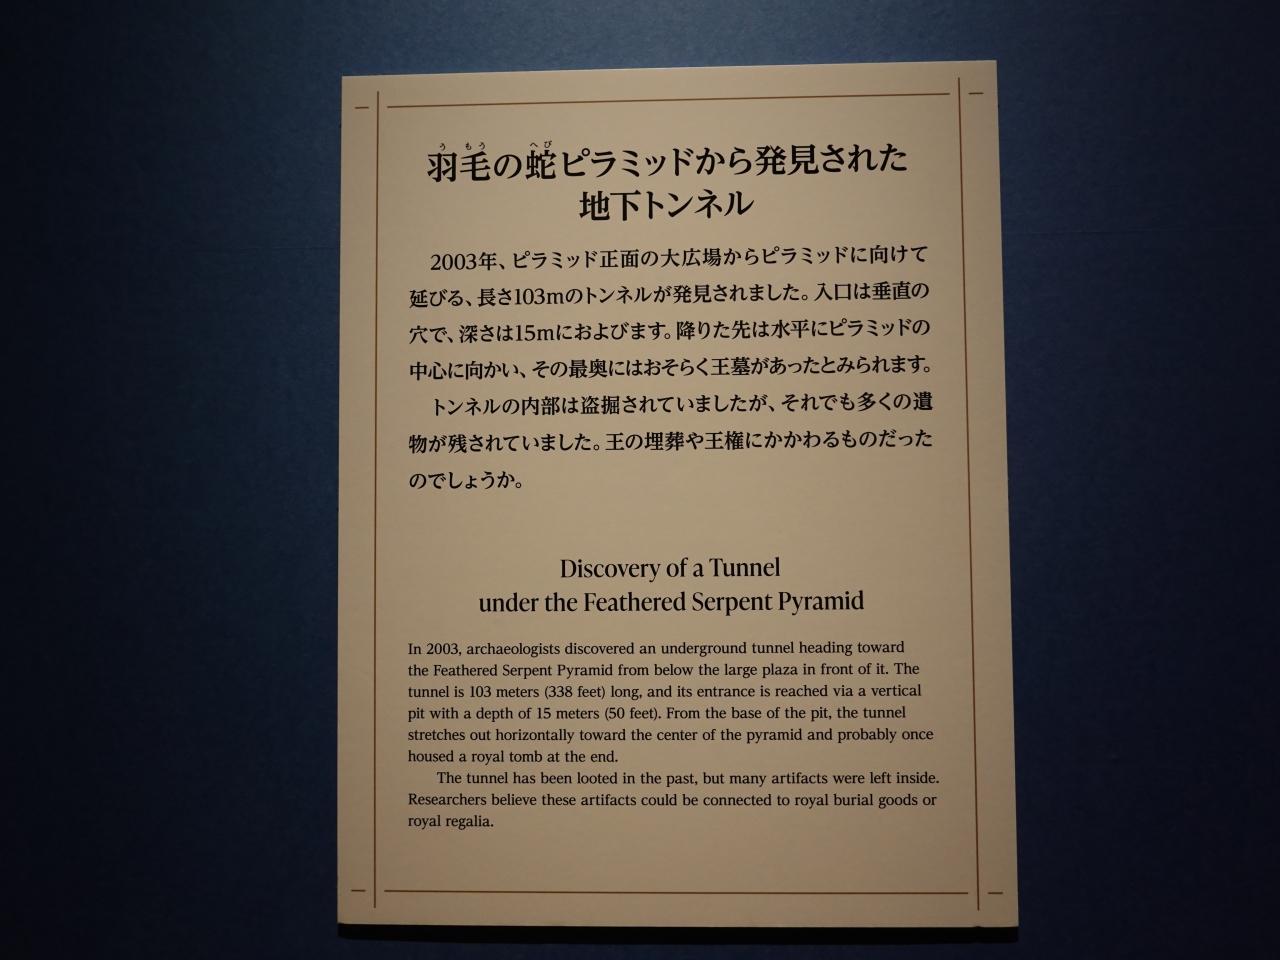 羽毛の蛇ピラミッドから発見された
地下トンネル
2003年、ピラミッド正面の大広場からピラミッドに向けて
延びる、長さ103mのトンネルが発見されました。入口は垂直の
穴で、深さは15mにおよびます。降りた先は水平にピラミッドの
中心に向かい、その最奥にはおそらく王墓があったとみられます。
トンネルの内部は盗掘されていましたが、それでも多くの遺
物が残されていました。王の埋葬や王権にかかわるものだった
のでしょうか。
Discovery of a Tunnel
under the Feathered Serpent Pyramid
In 2003, archaeologists discovered an underground tunnel heading toward
the Feathered Serpent Pyramid from below the large plaza in front of it. The
tunnel is 103 meters (338 feet) long, and its entrance is reached via a vertical
pit with a depth of 15 meters (50 feet). From the base of the pit, the tunnel
stretches out horizontally toward the center of the pyramid and probably once
housed a royal tomb at the end.
The tunnel has been looted in the past, but many artifacts were left inside.
Researchers believe these artifacts could be connected to royal burial goods or
royal regalia.